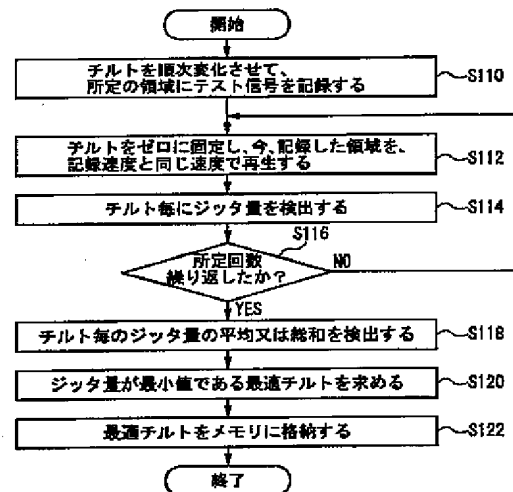 開始
チルトを順次変化させて、
所定の領域にテスト信号を記録する
S110
チルトをゼロに固定し、今、記録した領域を、
記録速度と同じ速度で再生する
S112
チルト毎にジッタ量を検出する
S114
S116
所定回数
繰り返したか?
NO
YES
チルト毎のジッタ量の平均又は総和を検出する
S118
ジッタ量が最小値である最適チルトを求める
S120
最適チルトをメモリに格納する
S122
終了